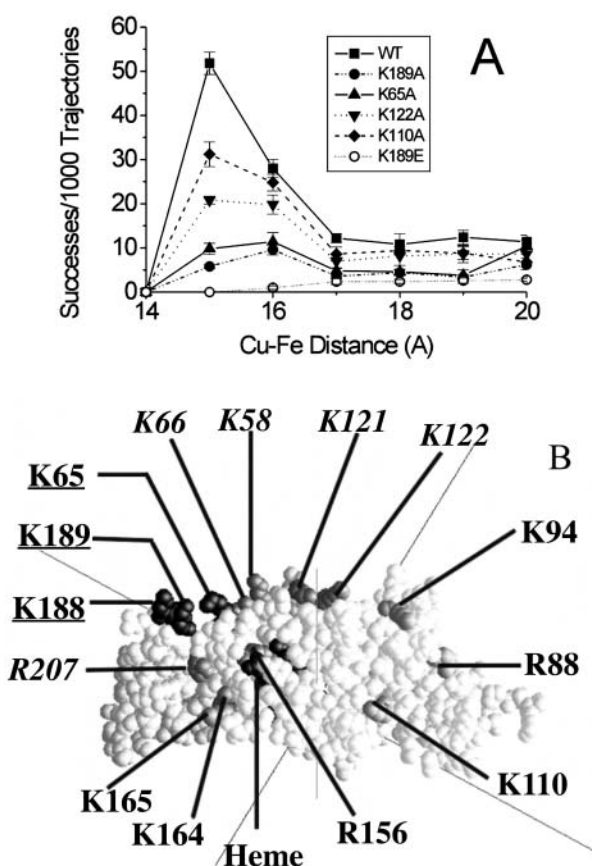 A
60
50
40
30
20
10
0
Successes/1000 Trajectories
WT
K189A
K65A
K122A
K110A
K189E
14 16 18 20
Cu-Fe Distance (A)
B
K66 K58 K121 K122
K65
K94
K189
K188
R207
R88
K165
K164
Heme
R156
K110